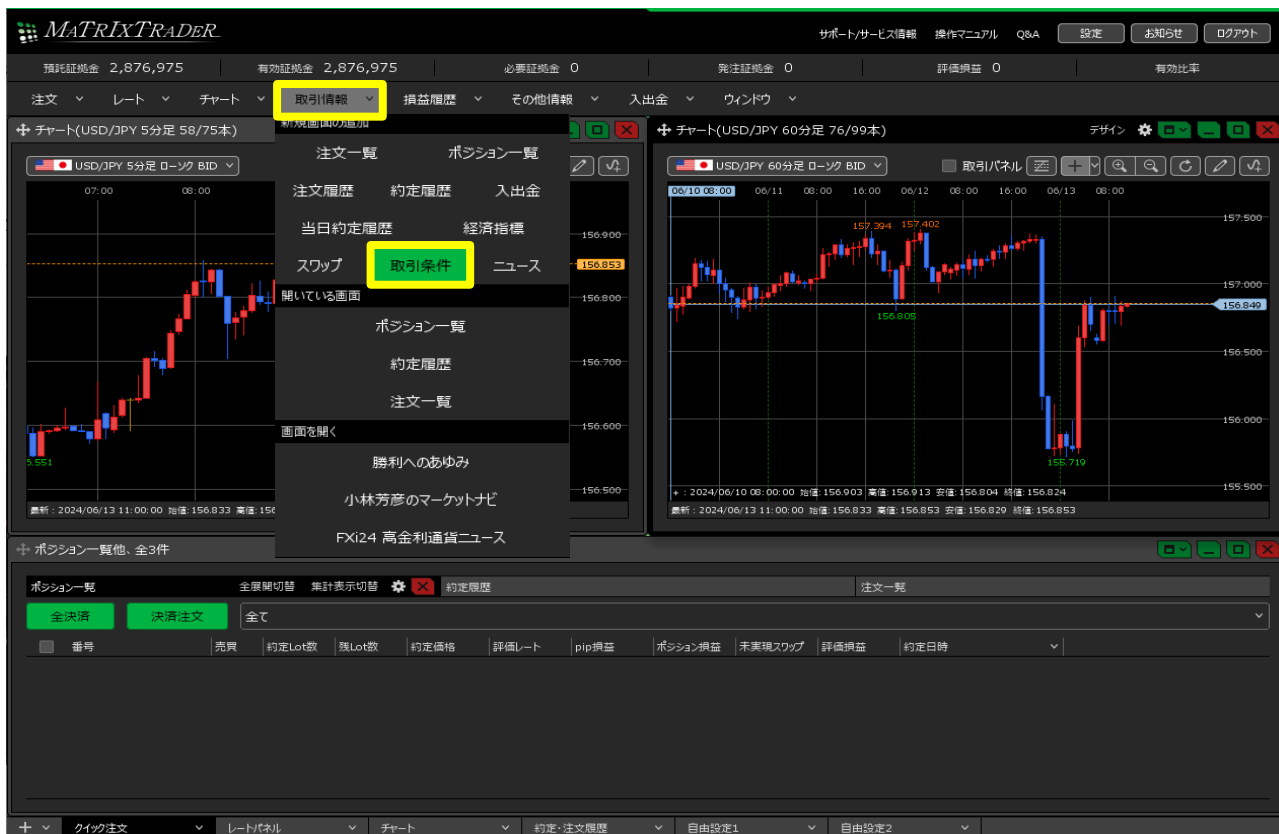 MATRIXTRADER
サポート/サービス情報 操作マニュアル Q&A 設定 お知らせ ログアウト
預託証拠金 2,876,975 有効証拠金 2,876,975 必要証拠金 0 発注証拠金 0 評価損益 0 有効比率
注文 レート チャート 取引情報 損益履歴 その他情報 入出金 ウィンドウ
チャート(USD/JPY 5分足 58/75本)
USD/JPY 5分足 ローソク BID
07:00 08:00
156.900
156.853
156.800
156.700
156.600
156.500
5.551
最新 : 2024/06/13 11:00:00 始値:156.833 高値:156
新規画面の追加
注文一覧 ポジション一覧
注文履歴 約定履歴 入出金
当日約定履歴 経済指標
スワップ 取引条件 ニュース
開いている画面
ポジション一覧
約定履歴
注文一覧
画面を開く
勝利へのあゆみ
小林芳彦のマーケットナビ
FXi24 高金利通貨ニュース
チャート(USD/JPY 60分足 76/99本) デザイン
USD/JPY 60分足 ローソク BID 取引パネル
06/10 08:00 06/11 08:00 16:00 06/12 08:00 16:00 06/13 08:00
157.394 157.402
156.805
155.719
157.500
157.000
156.849
156.500
156.000
155.500
+ : 2024/06/10 08:00:00 始値:156.903 高値:156.913 安値:156.804 終値:156.824
最新 : 2024/06/13 11:00:00 始値:156.833 高値:156.853 安値:156.829 終値:156.853
ポジション一覧他、全3件
ポジション一覧 全展開切替 集計表示切替 約定履歴 注文一覧
全決済 決済注文 全て
番号 売買 約定Lot数 残Lot数 約定価格 評価レート pip損益 ポジション損益 未実現スワップ 評価損益 約定日時
+ クイック注文 レートパネル チャート 約定・注文履歴 自由設定1 自由設定2